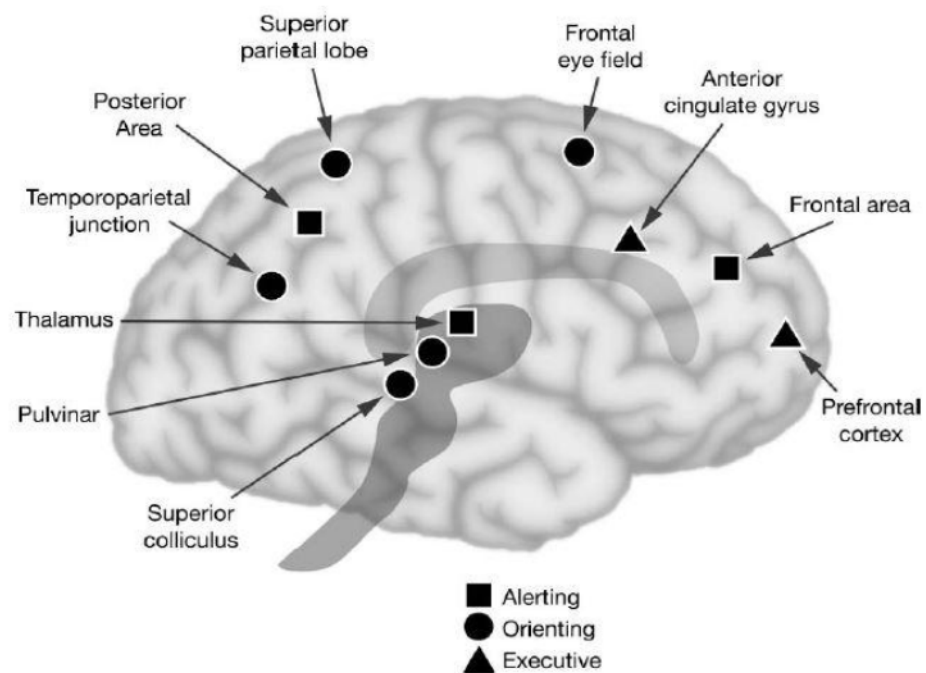 Superior
parietal lobe
Frontal
eye field
Anterior
cingulate gyrus
Posterior
Area
Temporoparietal
junction
Frontal area
Thalamus
Pulvinar
Prefrontal
cortex
Superior
colliculus
Alerting
Orienting
Executive